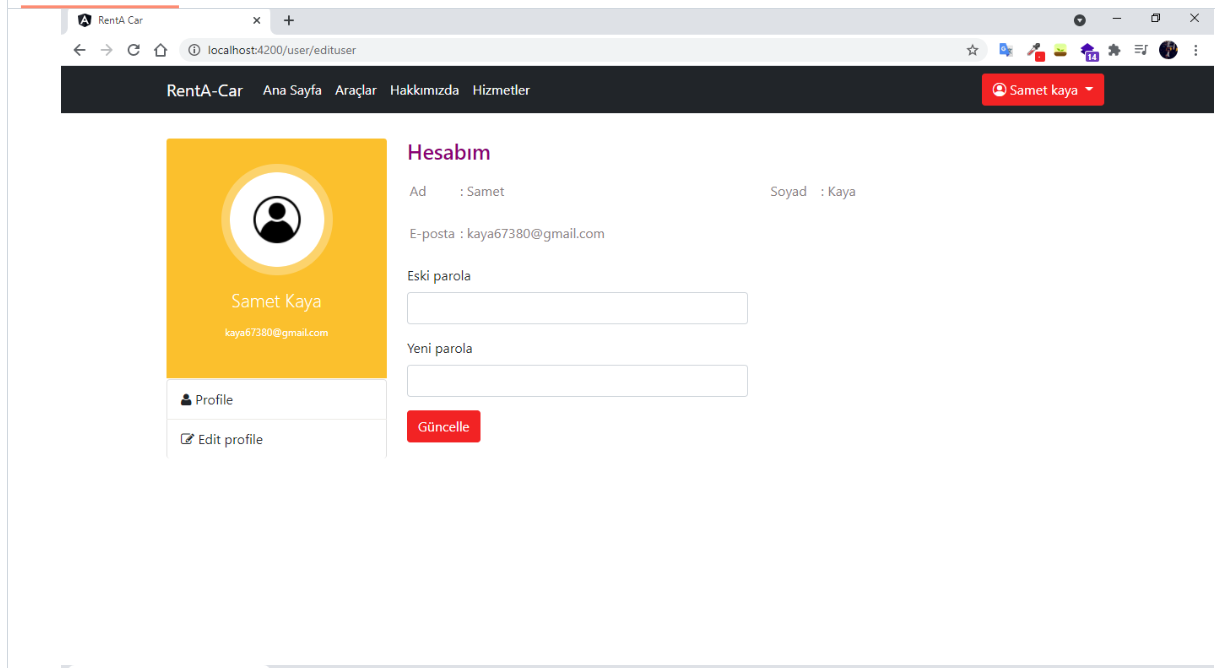 RentA Car
localhost:4200/user/edituser
14
RentA-Car Ana Sayfa Araçlar Hakkımızda Hizmetler Samet kaya
Samet Kaya
kaya67380@gmail.com
Profile
Edit profile
Hesabım
Ad : Samet Soyad : Kaya
E-posta : kaya67380@gmail.com
Eski parola
Yeni parola
Güncelle